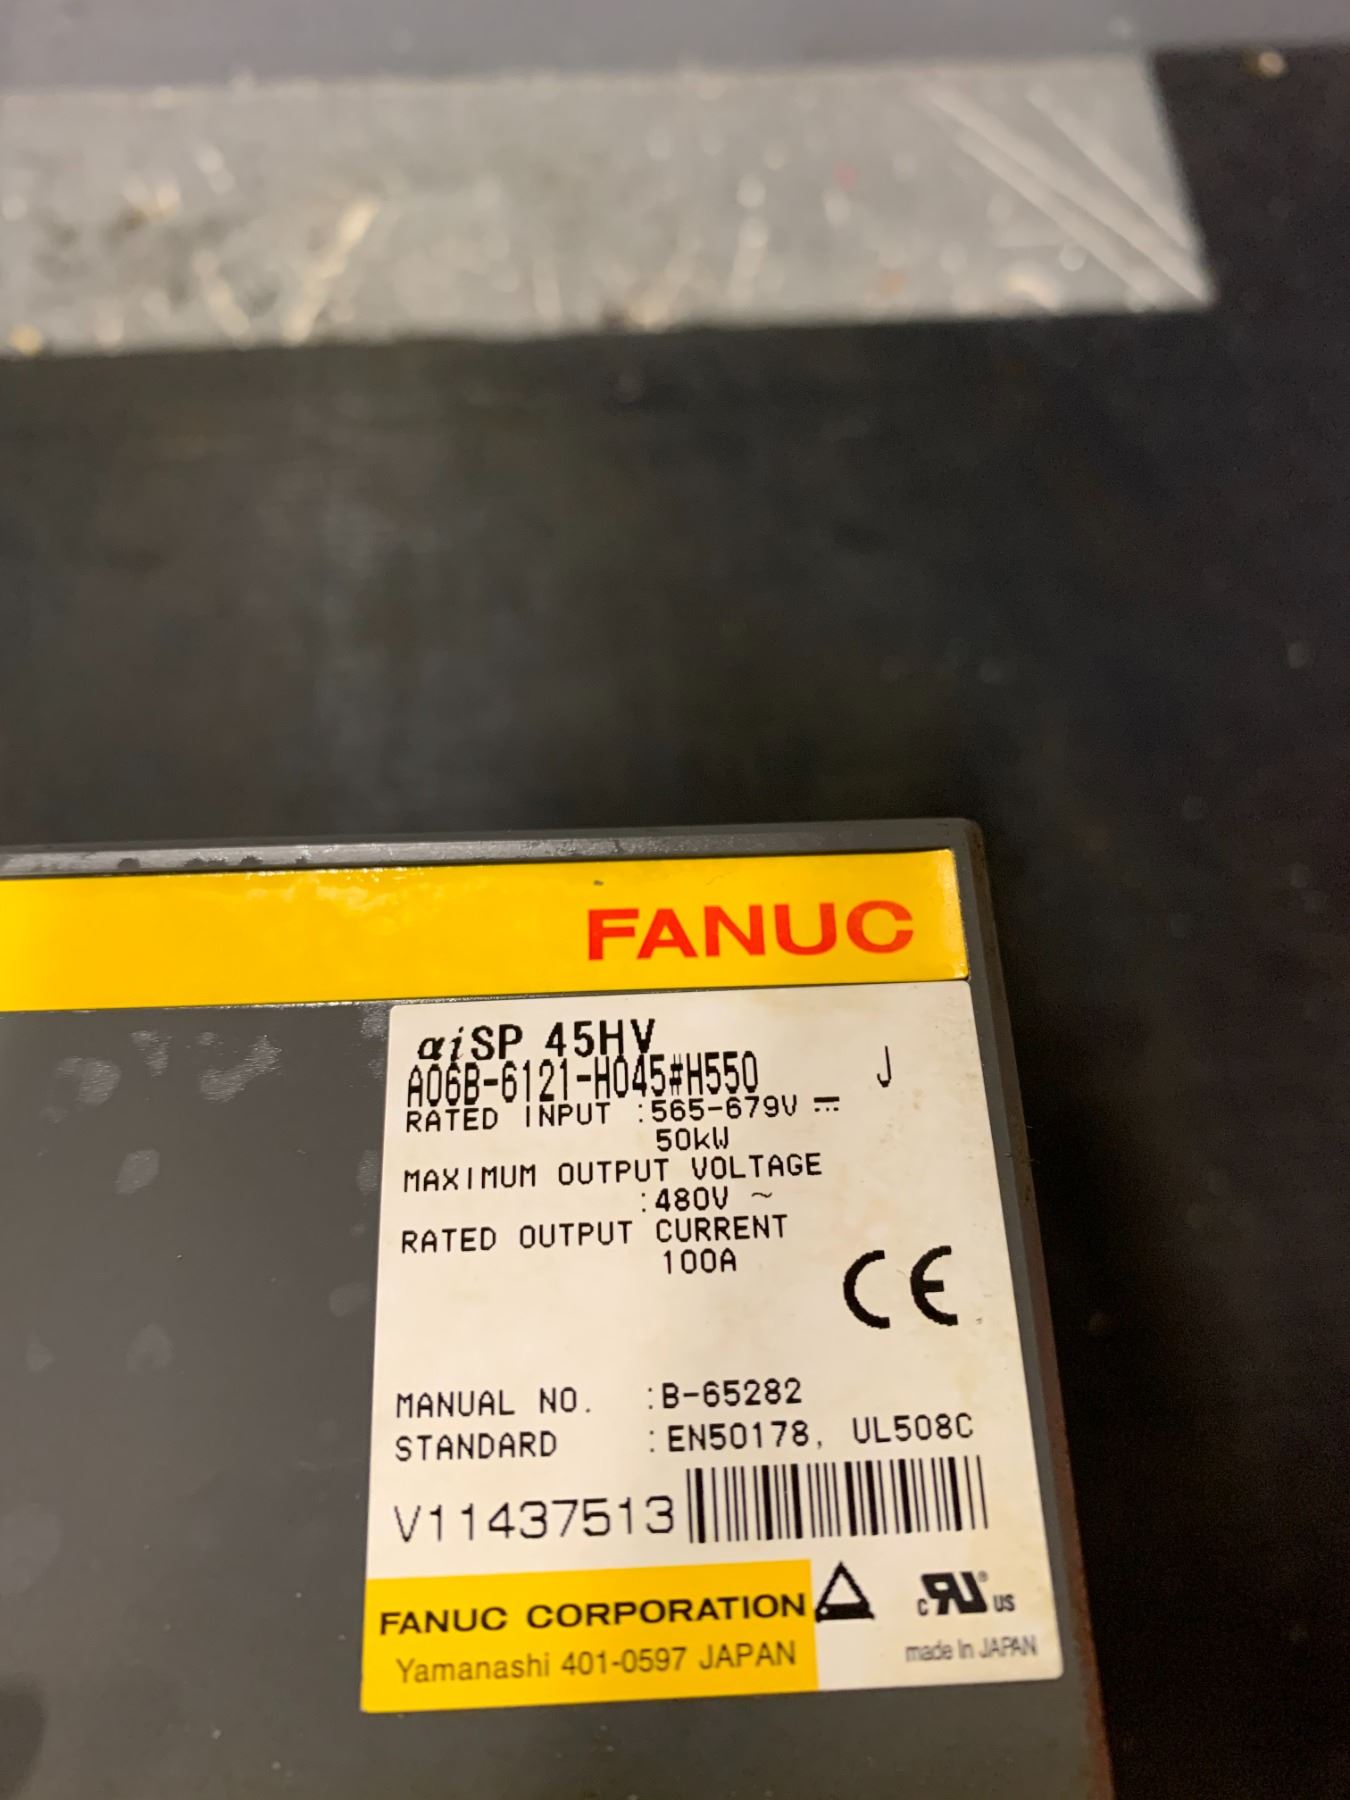 FANUC
αiSP 45HV
A06B-6121-H045#H550 J
RATED INPUT :565-679V ⎓
50kW
MAXIMUM OUTPUT VOLTAGE
:480V ~
RATED OUTPUT CURRENT
100A
CE
MANUAL NO. :B-65282
STANDARD :EN50178, UL508C
V11437513
FANUC CORPORATION
Yamanashi 401-0597 JAPAN
c RU ® US
made In JAPAN